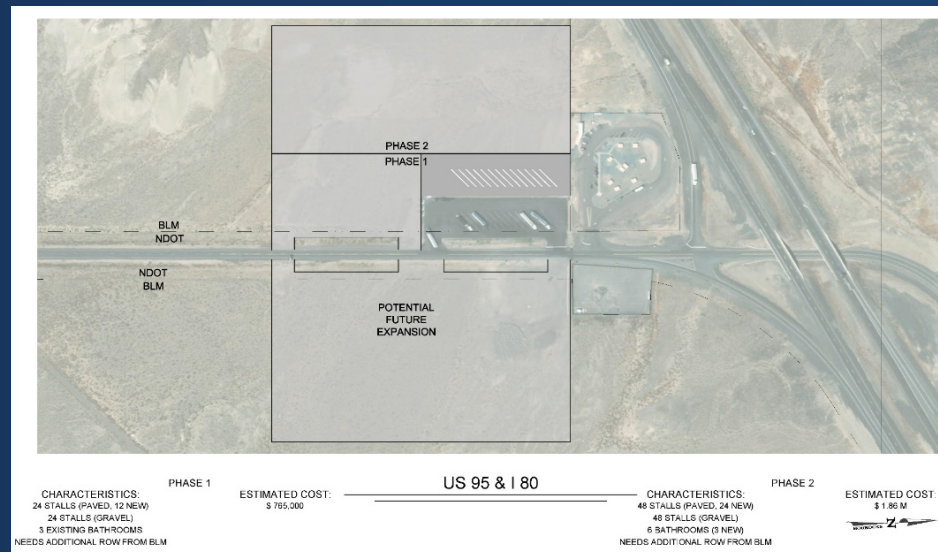 PHASE 2
PHASE 1
BLM
NDOT
NDOT
BLM
POTENTIAL
FUTURE
EXPANSION
US 95 & I 80
PHASE 1
CHARACTERISTICS:
24 STALLS (PAVED, 12 NEW)
24 STALLS (GRAVEL)
3 EXISTING BATHROOMS
NEEDS ADDITIONAL ROW FROM BLM
ESTIMATED COST:
$ 765,000
PHASE 2
CHARACTERISTICS:
48 STALLS (PAVED, 24 NEW)
48 STALLS (GRAVEL)
6 BATHROOMS (3 NEW)
NEEDS ADDITIONAL ROW FROM BLM
ESTIMATED COST:
$ 1.86 M
Z